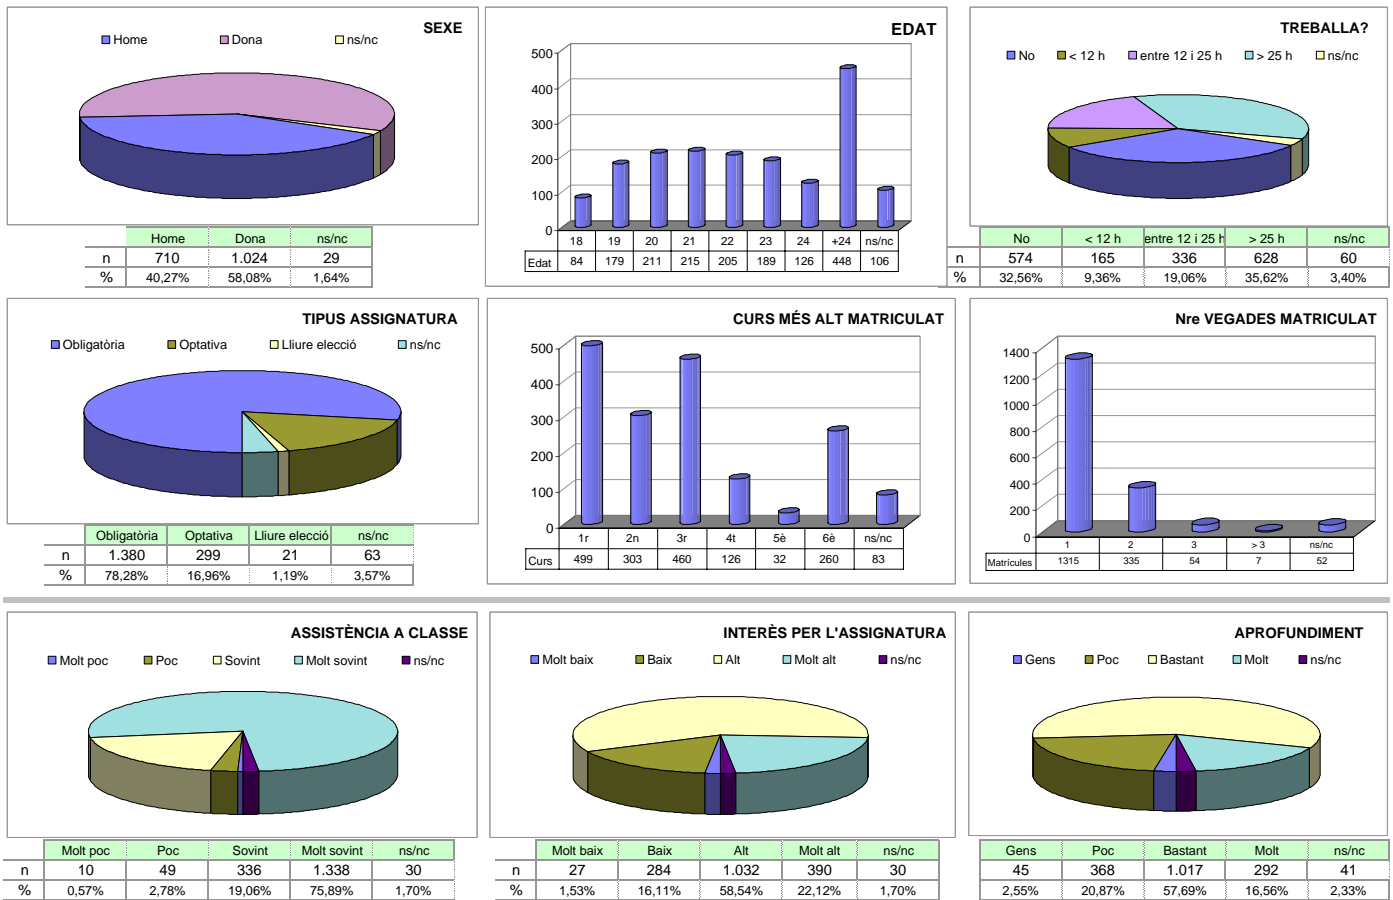 SEXE
Home Dona ns/nc
Home Dona ns/nc
n 710 1.024 29
% 40,27% 58,08% 1,64%
EDAT
500
400
300
200
100
0
18 19 20 21 22 23 24 +24 ns/nc
Edat 84 179 211 215 205 189 126 448 106
TREBALLA?
No < 12 h entre 12 i 25 h > 25 h ns/nc
No < 12 h entre 12 i 25 h > 25 h ns/nc
n 574 165 336 628 60
% 32,56% 9,36% 19,06% 35,62% 3,40%
TIPUS ASSIGNATURA
Obligatòria Optativa Lliure elecció ns/nc
Obligatòria Optativa Lliure elecció ns/nc
n 1.380 299 21 63
% 78,28% 16,96% 1,19% 3,57%
CURS MÉS ALT MATRICULAT
500
400
300
200
100
0
1r 2n 3r 4t 5è 6è ns/nc
Curs 499 303 460 126 32 260 83
Nre VEGADES MATRICULAT
1400
1200
1000
800
600
400
200
0
1 2 3 > 3 ns/nc
Matrícules 1315 335 54 7 52
ASSISTÈNCIA A CLASSE
Molt poc Poc Sovint Molt sovint ns/nc
Molt poc Poc Sovint Molt sovint ns/nc
n 10 49 336 1.338 30
% 0,57% 2,78% 19,06% 75,89% 1,70%
INTERÈS PER L'ASSIGNATURA
Molt baix Baix Alt Molt alt ns/nc
Molt baix Baix Alt Molt alt ns/nc
n 27 284 1.032 390 30
% 1,53% 16,11% 58,54% 22,12% 1,70%
APROFUNDIMENT
Gens Poc Bastant Molt ns/nc
Gens Poc Bastant Molt ns/nc
45 368 1.017 292 41
2,55% 20,87% 57,69% 16,56% 2,33%